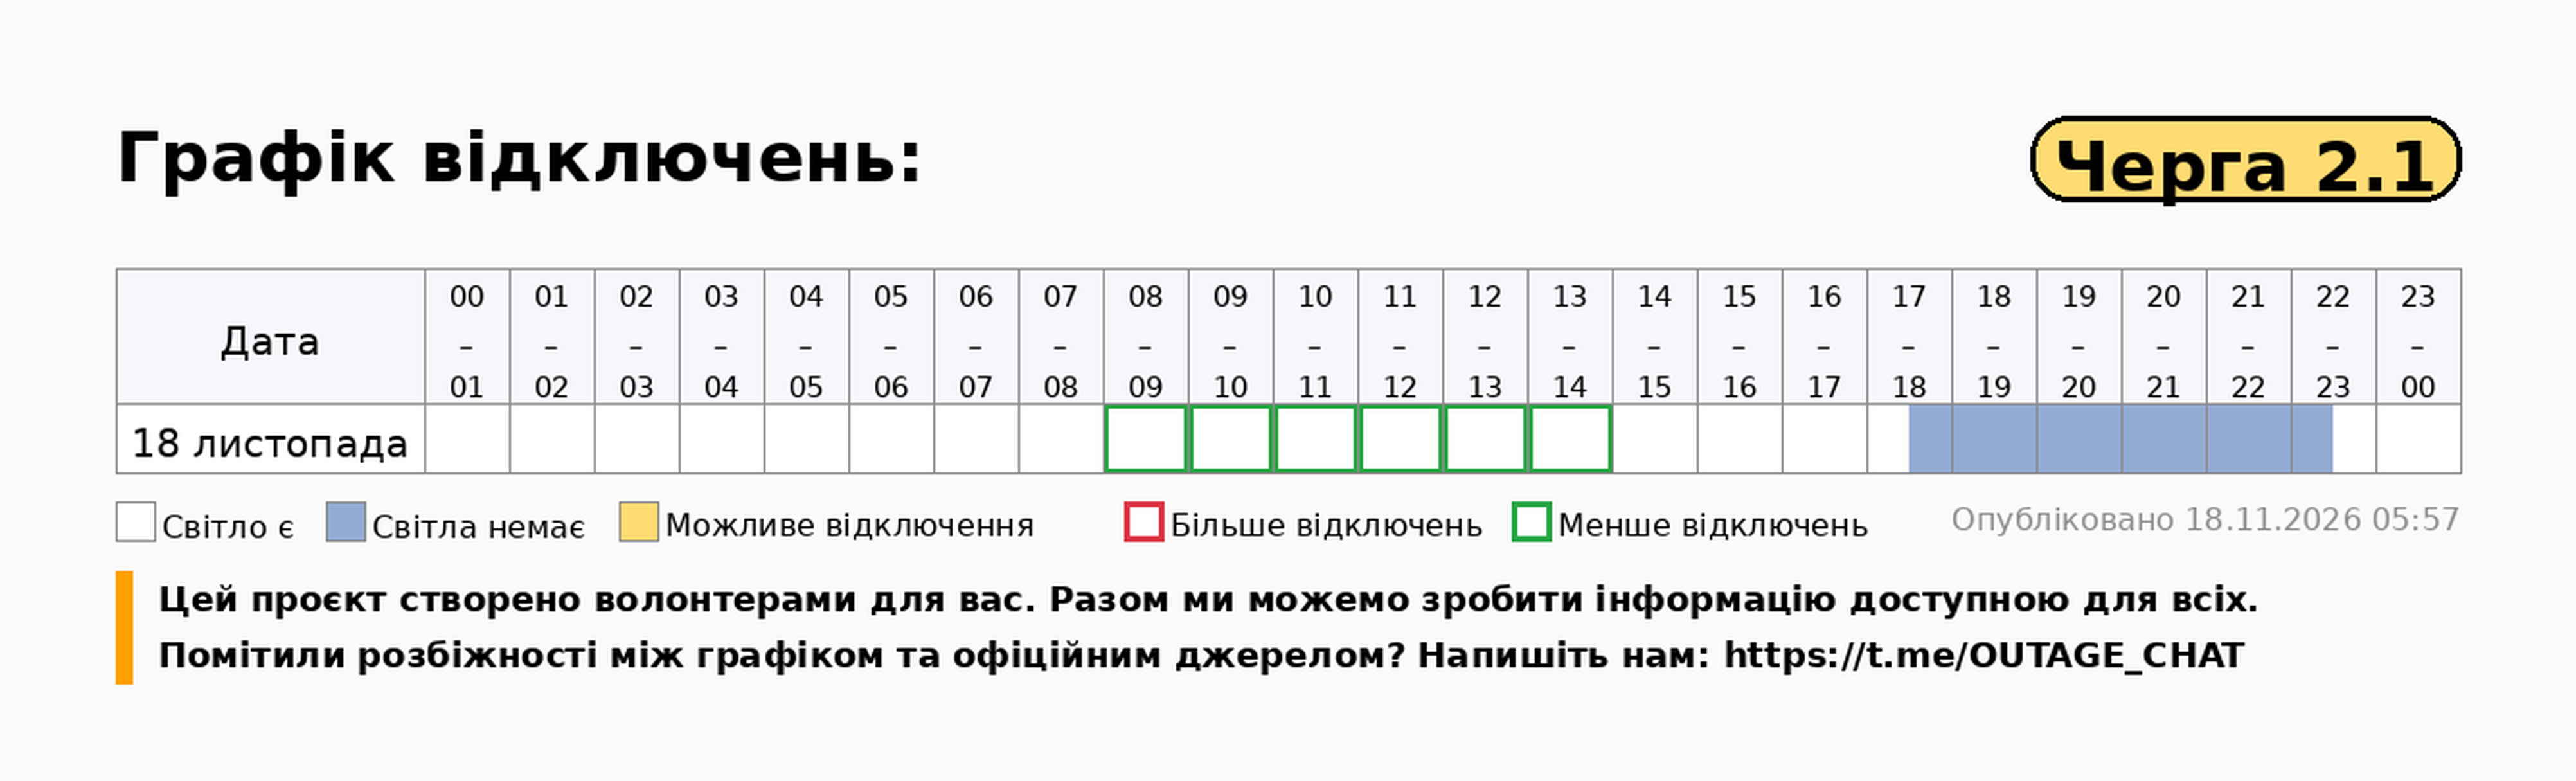 Графік відключень:
Черга 2.1
Дата
00 – 01
01 – 02
02 – 03
03 – 04
04 – 05
05 – 06
06 – 07
07 – 08
08 – 09
09 – 10
10 – 11
11 – 12
12 – 13
13 – 14
14 – 15
15 – 16
16 – 17
17 – 18
18 – 19
19 – 20
20 – 21
21 – 22
22 – 23
23 – 00
18 листопада
Світло є
Світла немає
Можливе відключення
Більше відключень
Менше відключень
Опубліковано 18.11.2026 05:57
Цей проєкт створено волонтерами для вас. Разом ми можемо зробити інформацію доступною для всіх.
Помітили розбіжності між графіком та офіційним джерелом? Напишіть нам: https://t.me/OUTAGE_CHAT